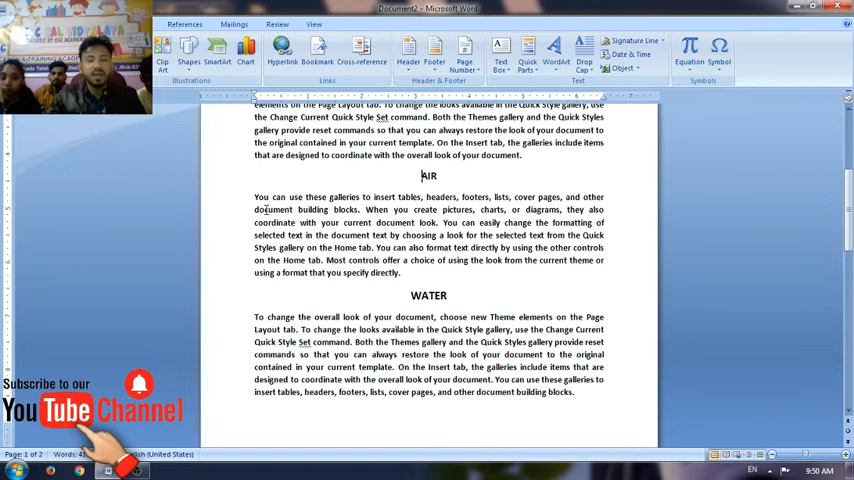 Document2 - Microsoft Word
References Mailings Review View
Clip Art
Shapes
SmartArt
Chart
Hyperlink
Bookmark
Cross-reference
Header
Footer
Page Number
Text Box
Quick Parts
WordArt
Drop Cap
Signature Line
Date & Time
Object
Equation
Symbol
Illustrations Links Header & Footer Text Symbols
elements on the Page Layout tab. To change the looks available in the Quick Style gallery, use
the Change Current Quick Style Set command. Both the Themes gallery and the Quick Styles
gallery provide reset commands so that you can always restore the look of your document to
the original contained in your current template. On the Insert tab, the galleries include items
that are designed to coordinate with the overall look of your document.
AIR
You can use these galleries to insert tables, headers, footers, lists, cover pages, and other
document building blocks. When you create pictures, charts, or diagrams, they also
coordinate with your current document look. You can easily change the formatting of
selected text in the document text by choosing a look for the selected text from the Quick
Styles gallery on the Home tab. You can also format text directly by using the other controls
on the Home tab. Most controls offer a choice of using the look from the current theme or
using a format that you specify directly.
WATER
To change the overall look of your document, choose new Theme elements on the Page
Layout tab. To change the looks available in the Quick Style gallery, use the Change Current
Quick Style Set command. Both the Themes gallery and the Quick Styles gallery provide reset
commands so that you can always restore the look of your document to the original
contained in your current template. On the Insert tab, the galleries include items that are
designed to coordinate with the overall look of your document. You can use these galleries to
insert tables, headers, footers, lists, cover pages, and other document building blocks.
Subscribe to our
YouTube Channel
Page: 1 of 2 Words: English (United States)
EN 9:50 AM